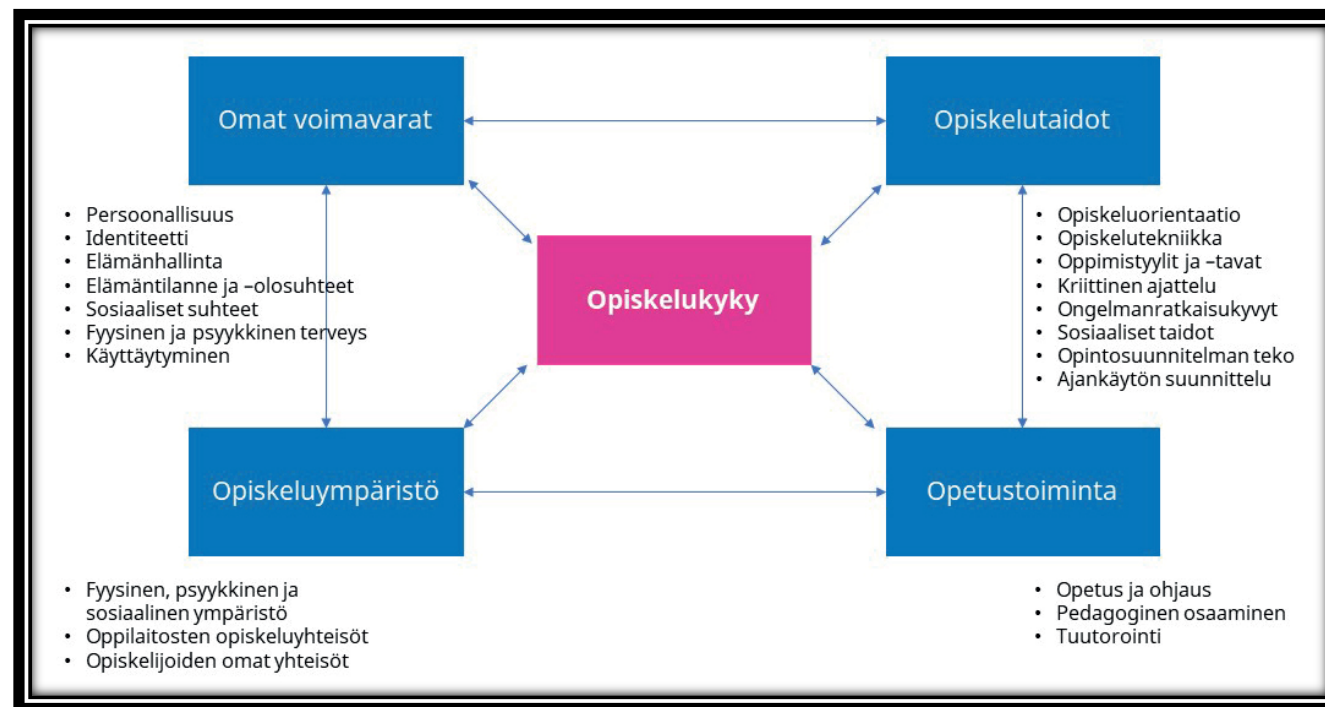 Omat voimavarat
Opiskelutaidot
• Persoonallisuus
• Identiteetti
• Elämänhallinta
• Elämäntilanne ja –olosuhteet
• Sosiaaliset suhteet
• Fyysinen ja psyykkinen terveys
• Käyttäytyminen
Opiskelukyky
• Opiskeluorientaatio
• Opiskelutekniikka
• Oppimistyylit ja –tavat
• Kriittinen ajattelu
• Ongelmanratkaisukyvyt
• Sosiaaliset taidot
• Opintosuunnitelman teko
• Ajankäytön suunnittelu
Opiskeluympäristö
Opetustoiminta
• Fyysinen, psyykkinen ja
sosiaalinen ympäristö
• Oppilaitosten opiskeluyhteisöt
• Opiskelijoiden omat yhteisöt
• Opetus ja ohjaus
• Pedagoginen osaaminen
• Tuutorointi